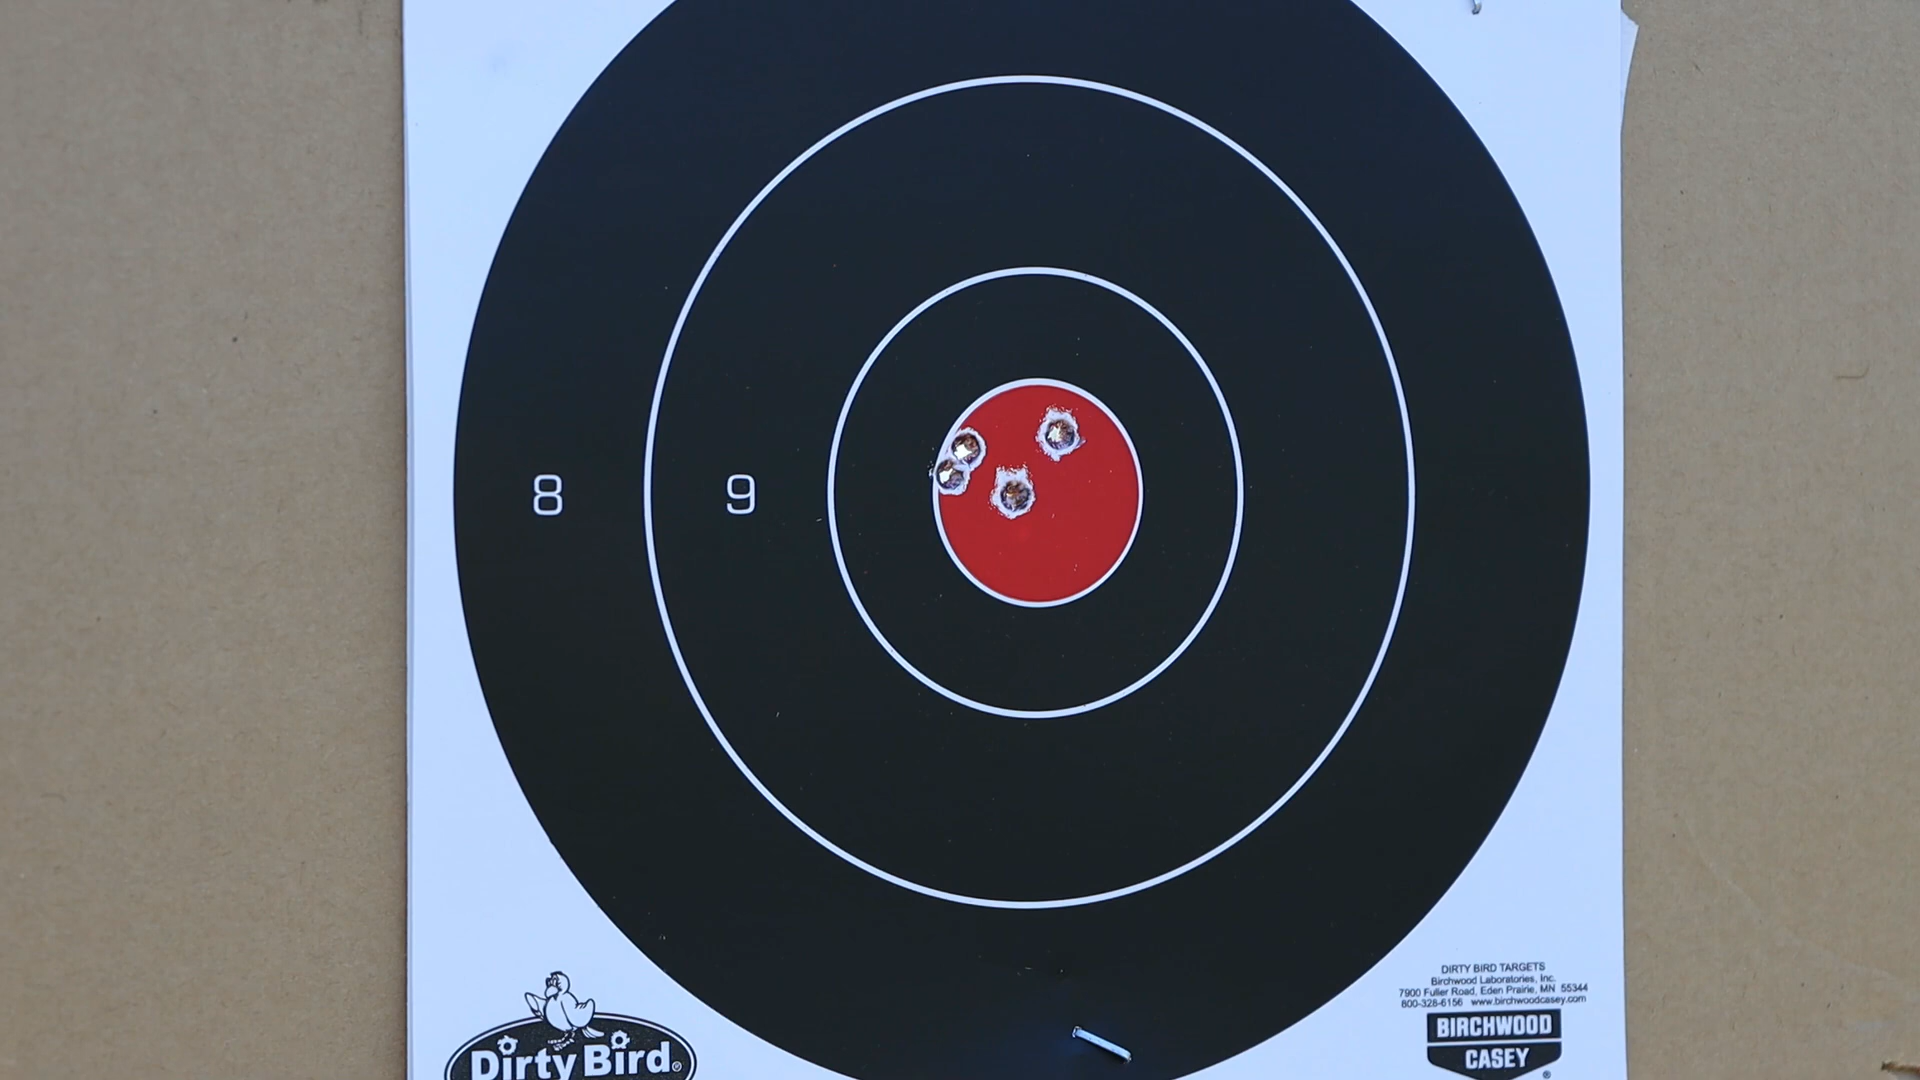 8 9
DIRTY BIRD TARGETS
Birchwood Laboratories, Inc.
7900 Fuller Road, Eden Prairie, MN 55344
800-328-6156 www.birchwoodcasey.com
BIRCHWOOD
CASEY
®
Dirty Bird®